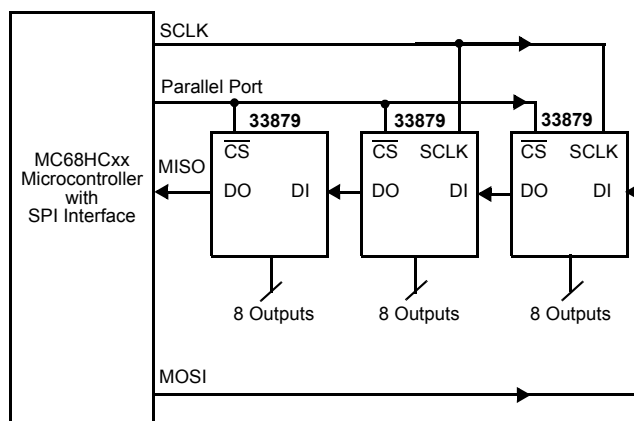 SCLK
Parallel Port
33879 33879 33879
CS CS SCLK CS SCLK
MC68HCxx
Microcontroller
with
SPI Interface
MISO
DO DI DO DI DO DI
8 Outputs 8 Outputs 8 Outputs
MOSI